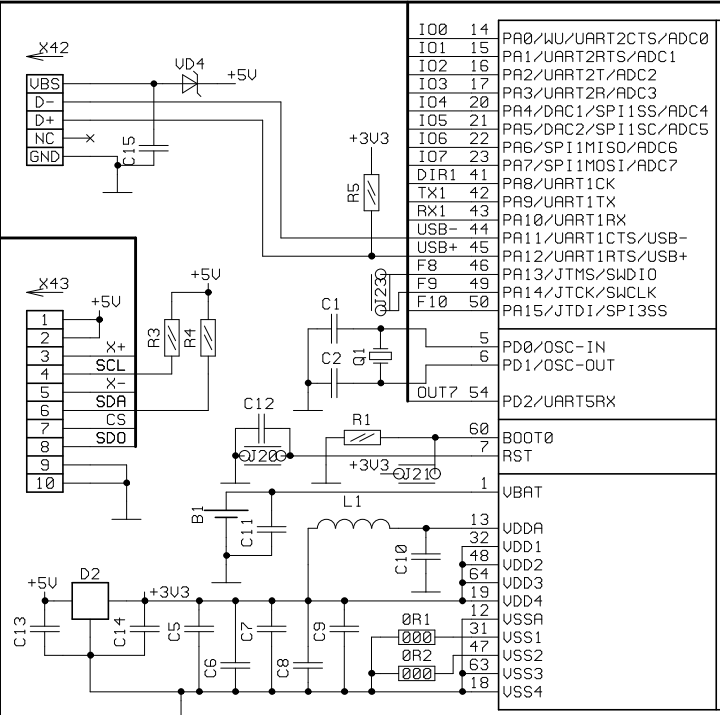 X42
VBS
D-
D+
NC
GND
VD4
+5V
C15
+3V3
R5
X43
+5V
1
2
3 X+
4 SCL
5 X-
6 SDA
7 CS
8 SDO
9
10
R3
R4
+5V
C1
C2
Q1
J23
C12
J20
R1
+3V3
J21
B1
C11
L1
C10
D2
+5V
+3V3
C13
C14
C5
C6
C7
C8
C9
0R1
000
0R2
000
IO0 14 PA0/WU/UART2CTS/ADC0
IO1 15 PA1/UART2RTS/ADC1
IO2 16 PA2/UART2T/ADC2
IO3 17 PA3/UART2R/ADC3
IO4 20 PA4/DAC1/SPI1SS/ADC4
IO5 21 PA5/DAC2/SPI1SC/ADC5
IO6 22 PA6/SPI1MISO/ADC6
IO7 23 PA7/SPI1MOSI/ADC7
DIR1 41 PA8/UART1CK
TX1 42 PA9/UART1TX
RX1 43 PA10/UART1RX
USB- 44 PA11/UART1CTS/USB-
USB+ 45 PA12/UART1RTS/USB+
F8 46 PA13/JTMS/SWDIO
F9 49 PA14/JTCK/SWCLK
F10 50 PA15/JTDI/SPI3SS
5 PD0/OSC-IN
6 PD1/OSC-OUT
OUT7 54 PD2/UART5RX
60 BOOT0
7 RST
1 VBAT
13 VDDA
32 VDD1
48 VDD2
64 VDD3
19 VDD4
12 VSSA
31 VSS1
47 VSS2
63 VSS3
18 VSS4